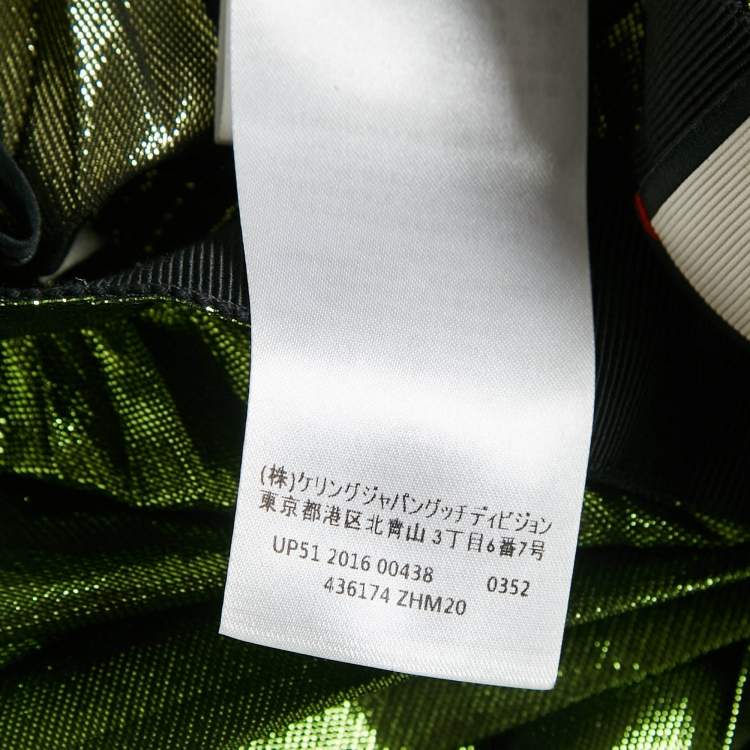 (株)ケリングジャパングッチディビジョン
東京都港区北青山3丁目6番7号
UP51 2016 00438 0352
436174 ZHM20